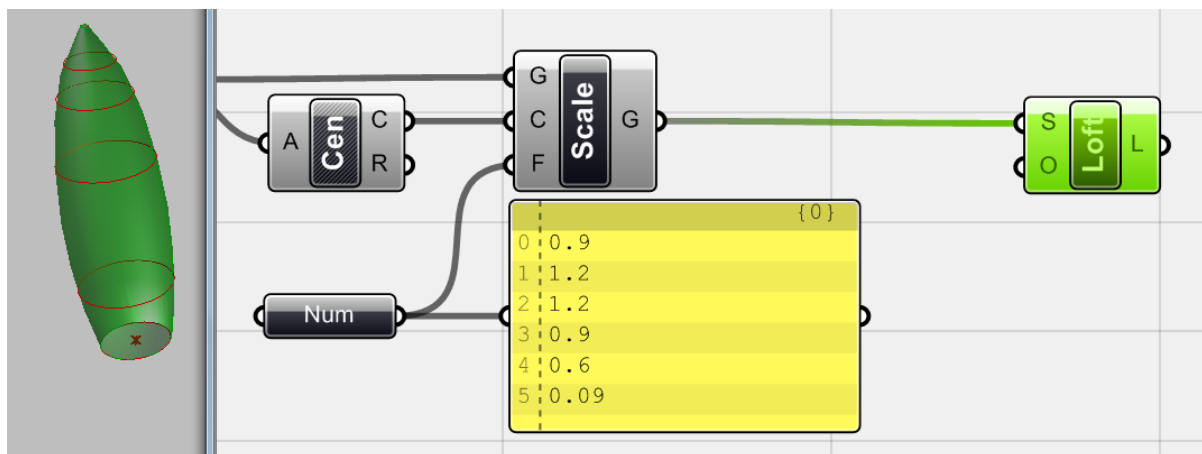 G
A Cen C
R
C Scale G
F
S Loft L
O
Num
{0}
0 0.9
1 1.2
2 1.2
3 0.9
4 0.6
5 0.09